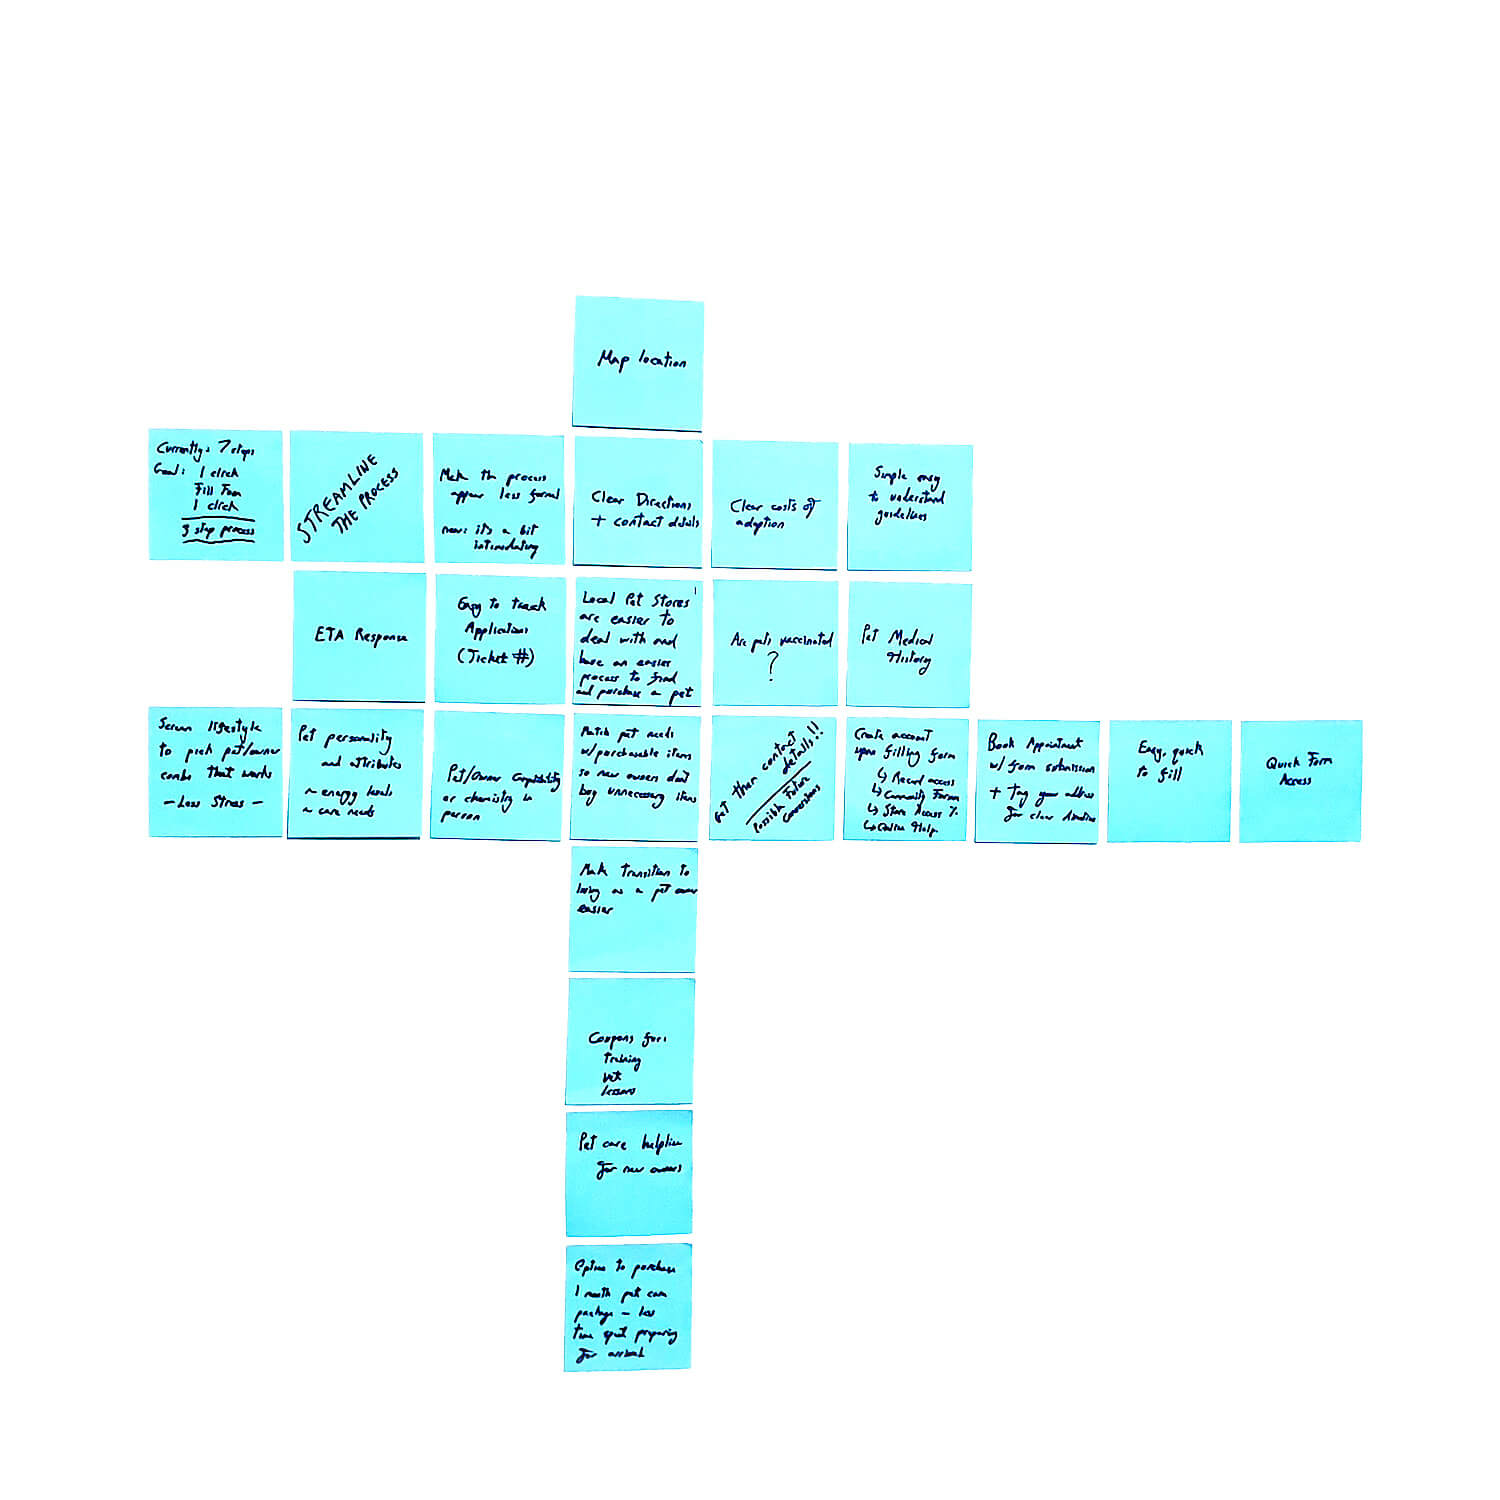 Map location
Currently: 7 steps
Goal: 1 click
Fill Form
1 click
3 step process
STREAMLINE
THE PROCESS
Make the process
appear less formal
now: it's a bit
intimidating
Clear Directions
+ contact details
Clear costs of
adoption
Simple easy
to understand
guidelines
ETA Response
Easy to track
Applications
(Ticket #)
Local Pet Stores
are easier to
deal with and
have an easier
process to find
and purchase a pet
Are pets vaccinated
?
Pet Medical
History
Screen lifestyle
to pick pet/owner
combo that works
- Less Stress -
Pet personality
and attributes
~ energy levels
~ care needs
Pet/Owner Compatibility
or chemistry in
person
Match pet needs
w/purchasable items
so new owners don't
buy unnecessary items
Get their contact
details!!
Possible Future
Conversions
Create account
upon filling form
↳ Record access
↳ Community Forum
↳ Store Access %
↳ Online Help.
Book Appointment
w/ form submission
+ Tag your address
for clear
Easy, quick
to fill
Quick Form
Access
Make transition to
living as a pet owner
easier
Coupons for:
training
vet
lessons
Pet care helpline
for new owners
Option to purchase
1 month pet care
package - less
time spent preparing
for arrival